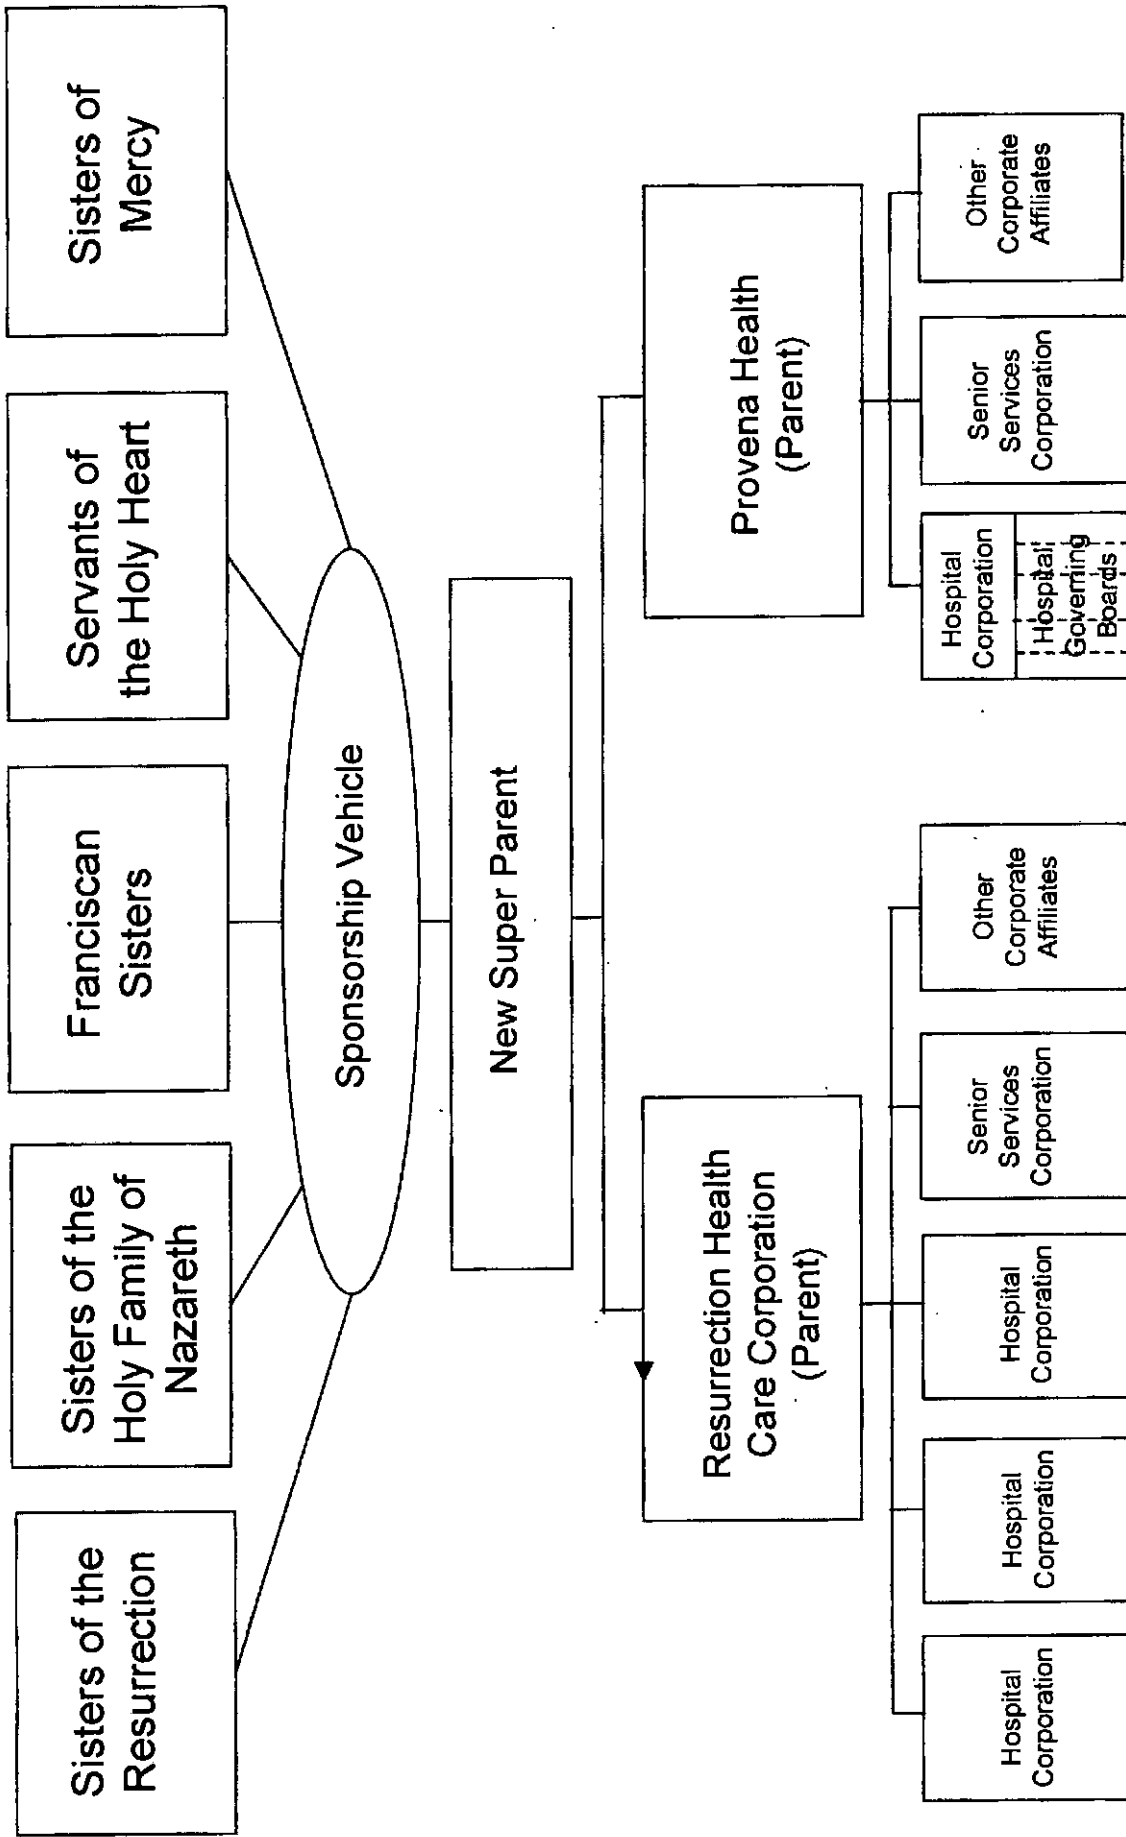 Sisters of the
Resurrection
Sisters of the
Holy Family of
Nazareth
Franciscan
Sisters
Servants of
the Holy Heart
Sisters of
Mercy
Sponsorship Vehicle
New Super Parent
Resurrection Health
Care Corporation
(Parent)
Provena Health
(Parent)
Hospital
Corporation
Hospital
Corporation
Hospital
Corporation
Senior
Services
Corporation
Other
Corporate
Affiliates
Hospital
Corporation
Hospital
Governing
Boards
Senior
Services
Corporation
Other
Corporate
Affiliates